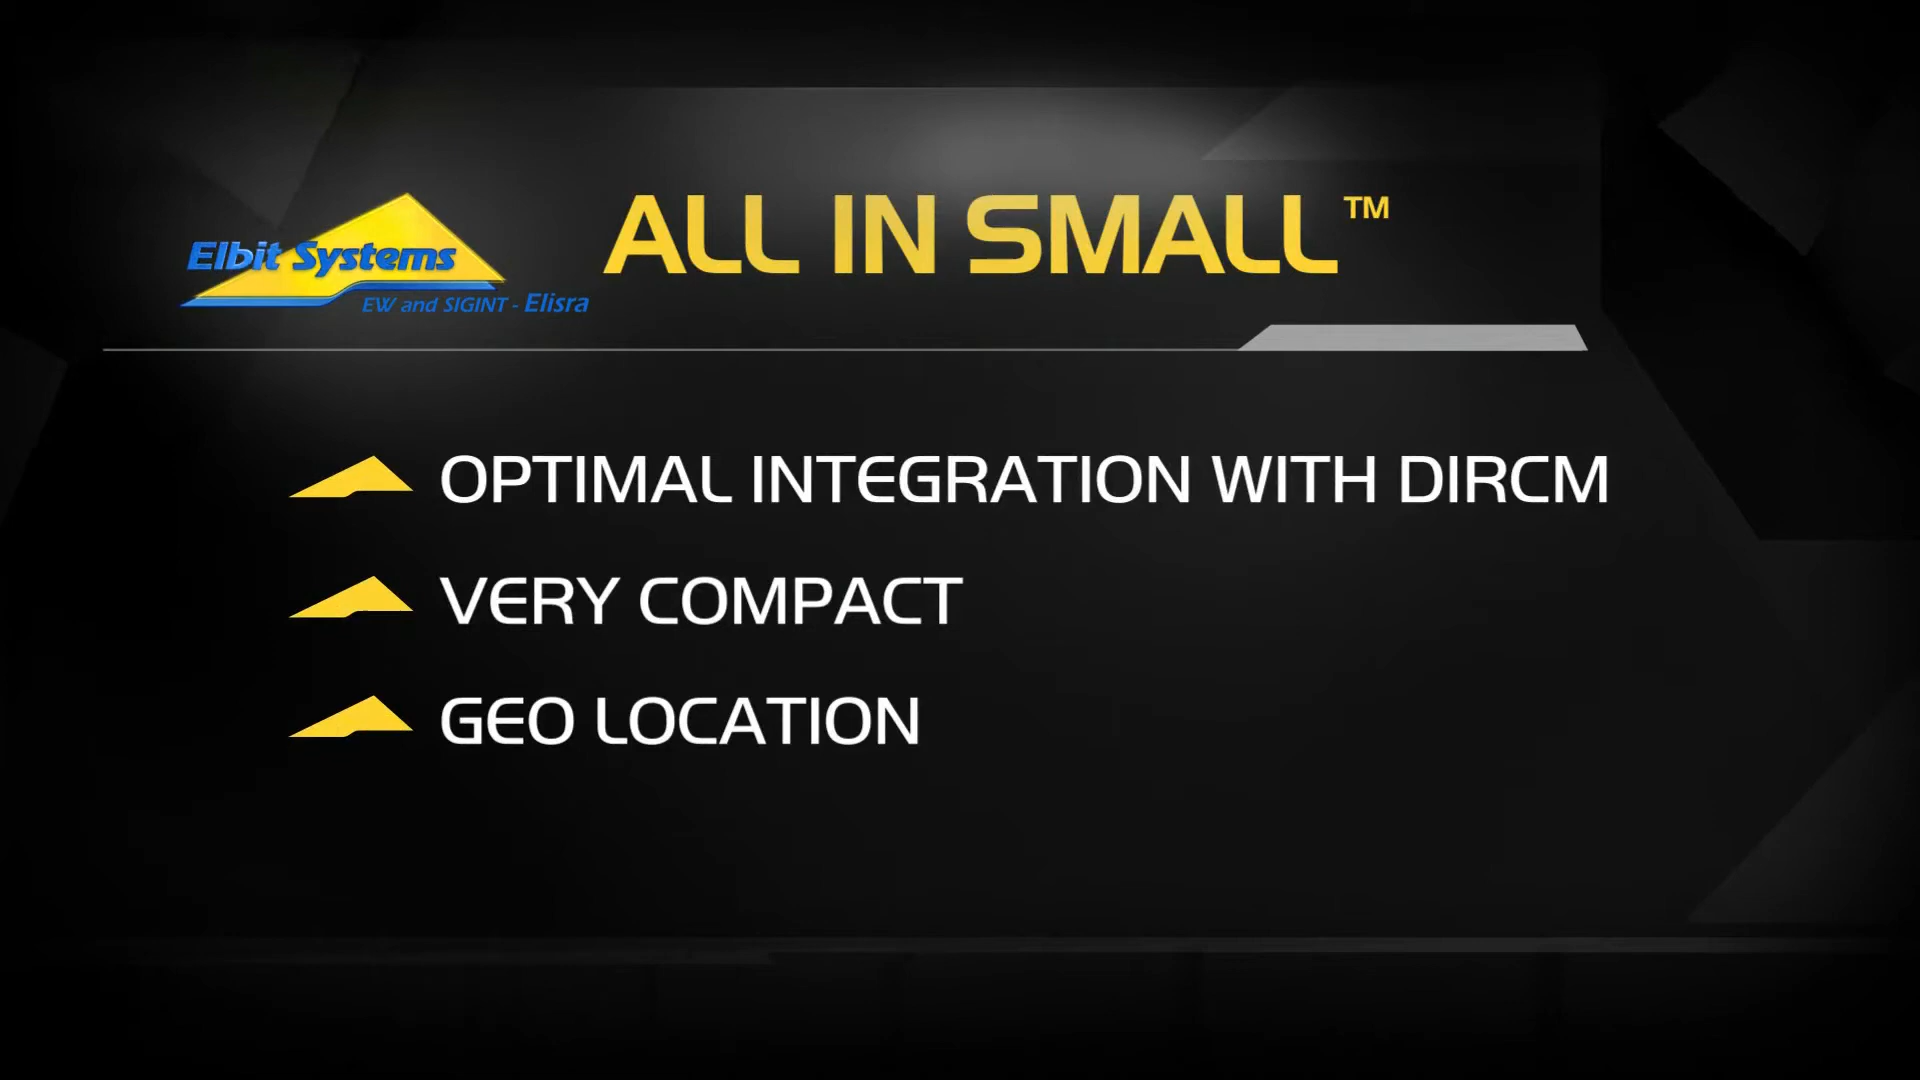 Elbit Systems
EW and SIGINT - Elisra
ALL IN SMALL™
OPTIMAL INTEGRATION WITH DIRCM
VERY COMPACT
GEO LOCATION